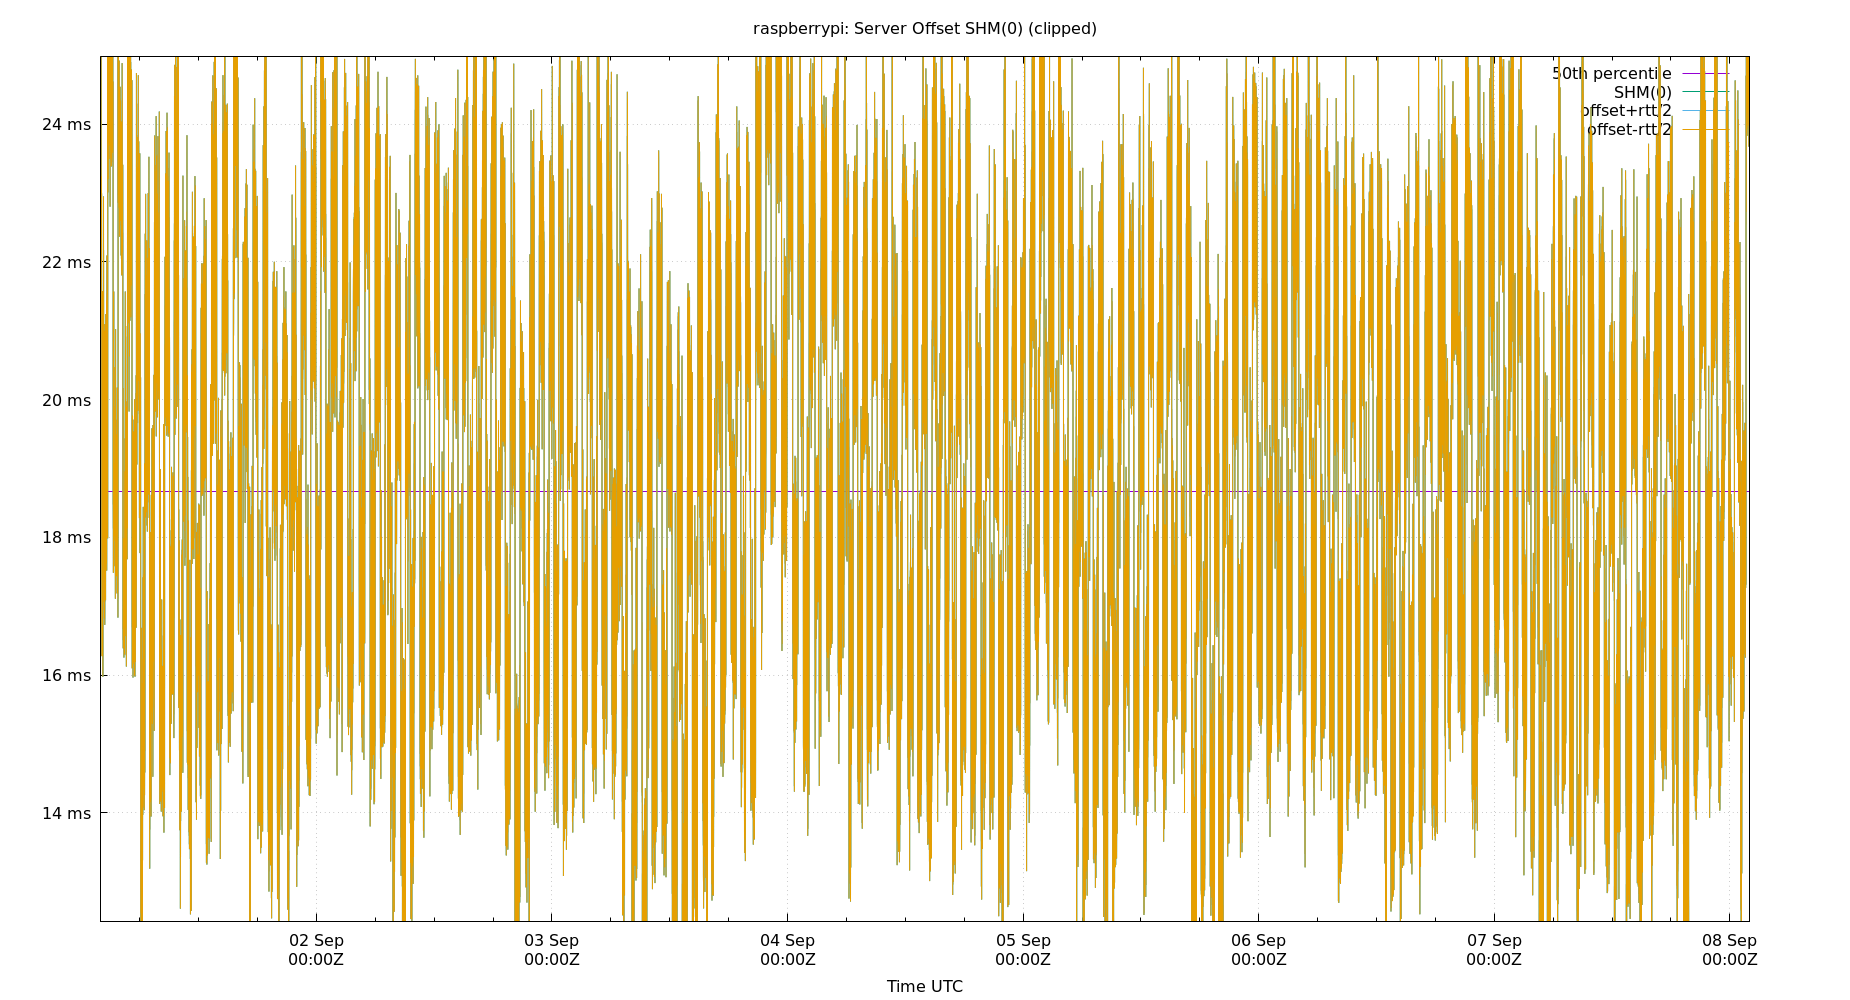 raspberrypi: Server Offset SHM(0) (clipped)
50th percentile
SHM(0)
offset+rtt/2
offset-rtt/2
24 ms
22 ms
20 ms
18 ms
16 ms
14 ms
02 Sep 03 Sep 04 Sep 05 Sep 06 Sep 07 Sep 08 Sep
00:00Z 00:00Z 00:00Z 00:00Z 00:00Z 00:00Z 00:00Z
Time UTC